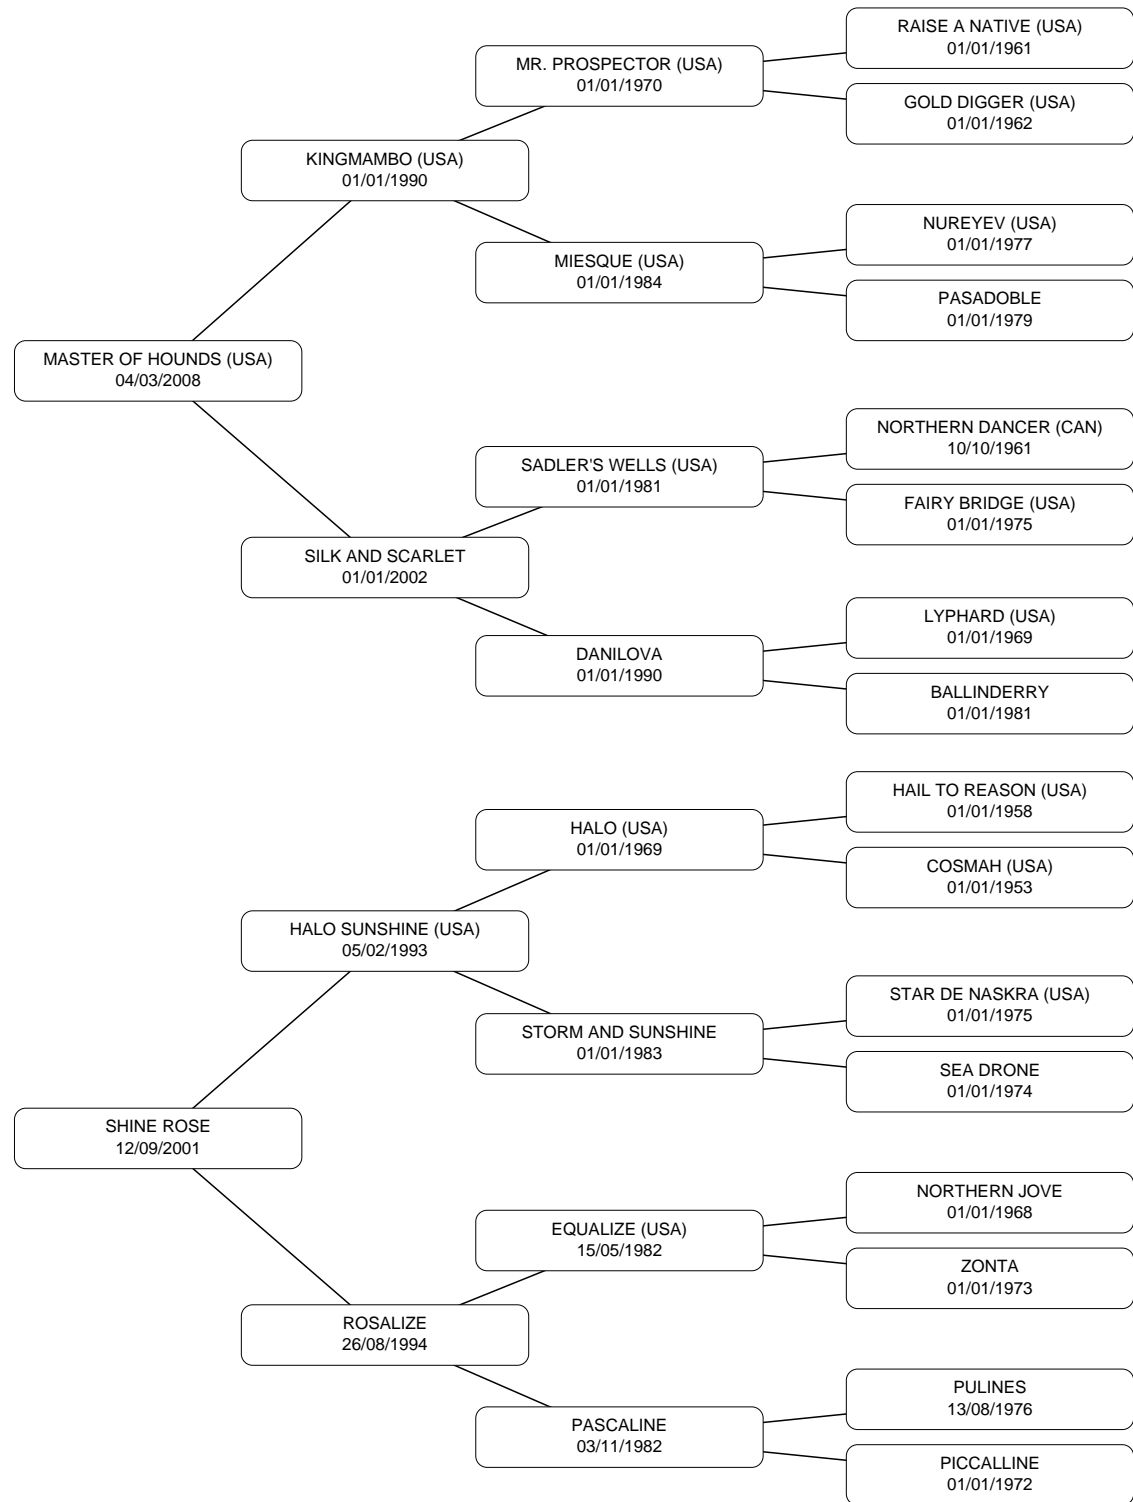 RAISE A NATIVE (USA)
01/01/1961
MR. PROSPECTOR (USA)
01/01/1970
GOLD DIGGER (USA)
01/01/1962
KINGMAMBO (USA)
01/01/1990
NUREYEV (USA)
01/01/1977
MIESQUE (USA)
01/01/1984
PASADOBLE
01/01/1979
MASTER OF HOUNDS (USA)
04/03/2008
NORTHERN DANCER (CAN)
10/10/1961
SADLER'S WELLS (USA)
01/01/1981
FAIRY BRIDGE (USA)
01/01/1975
SILK AND SCARLET
01/01/2002
LYPHARD (USA)
01/01/1969
DANILOVA
01/01/1990
BALLINDERRY
01/01/1981
HAIL TO REASON (USA)
01/01/1958
HALO (USA)
01/01/1969
COSMAH (USA)
01/01/1953
HALO SUNSHINE (USA)
05/02/1993
STAR DE NASKRA (USA)
01/01/1975
STORM AND SUNSHINE
01/01/1983
SEA DRONE
01/01/1974
SHINE ROSE
12/09/2001
NORTHERN JOVE
01/01/1968
EQUALIZE (USA)
15/05/1982
ZONTA
01/01/1973
ROSALIZE
26/08/1994
PULINES
13/08/1976
PASCALINE
03/11/1982
PICCALLINE
01/01/1972